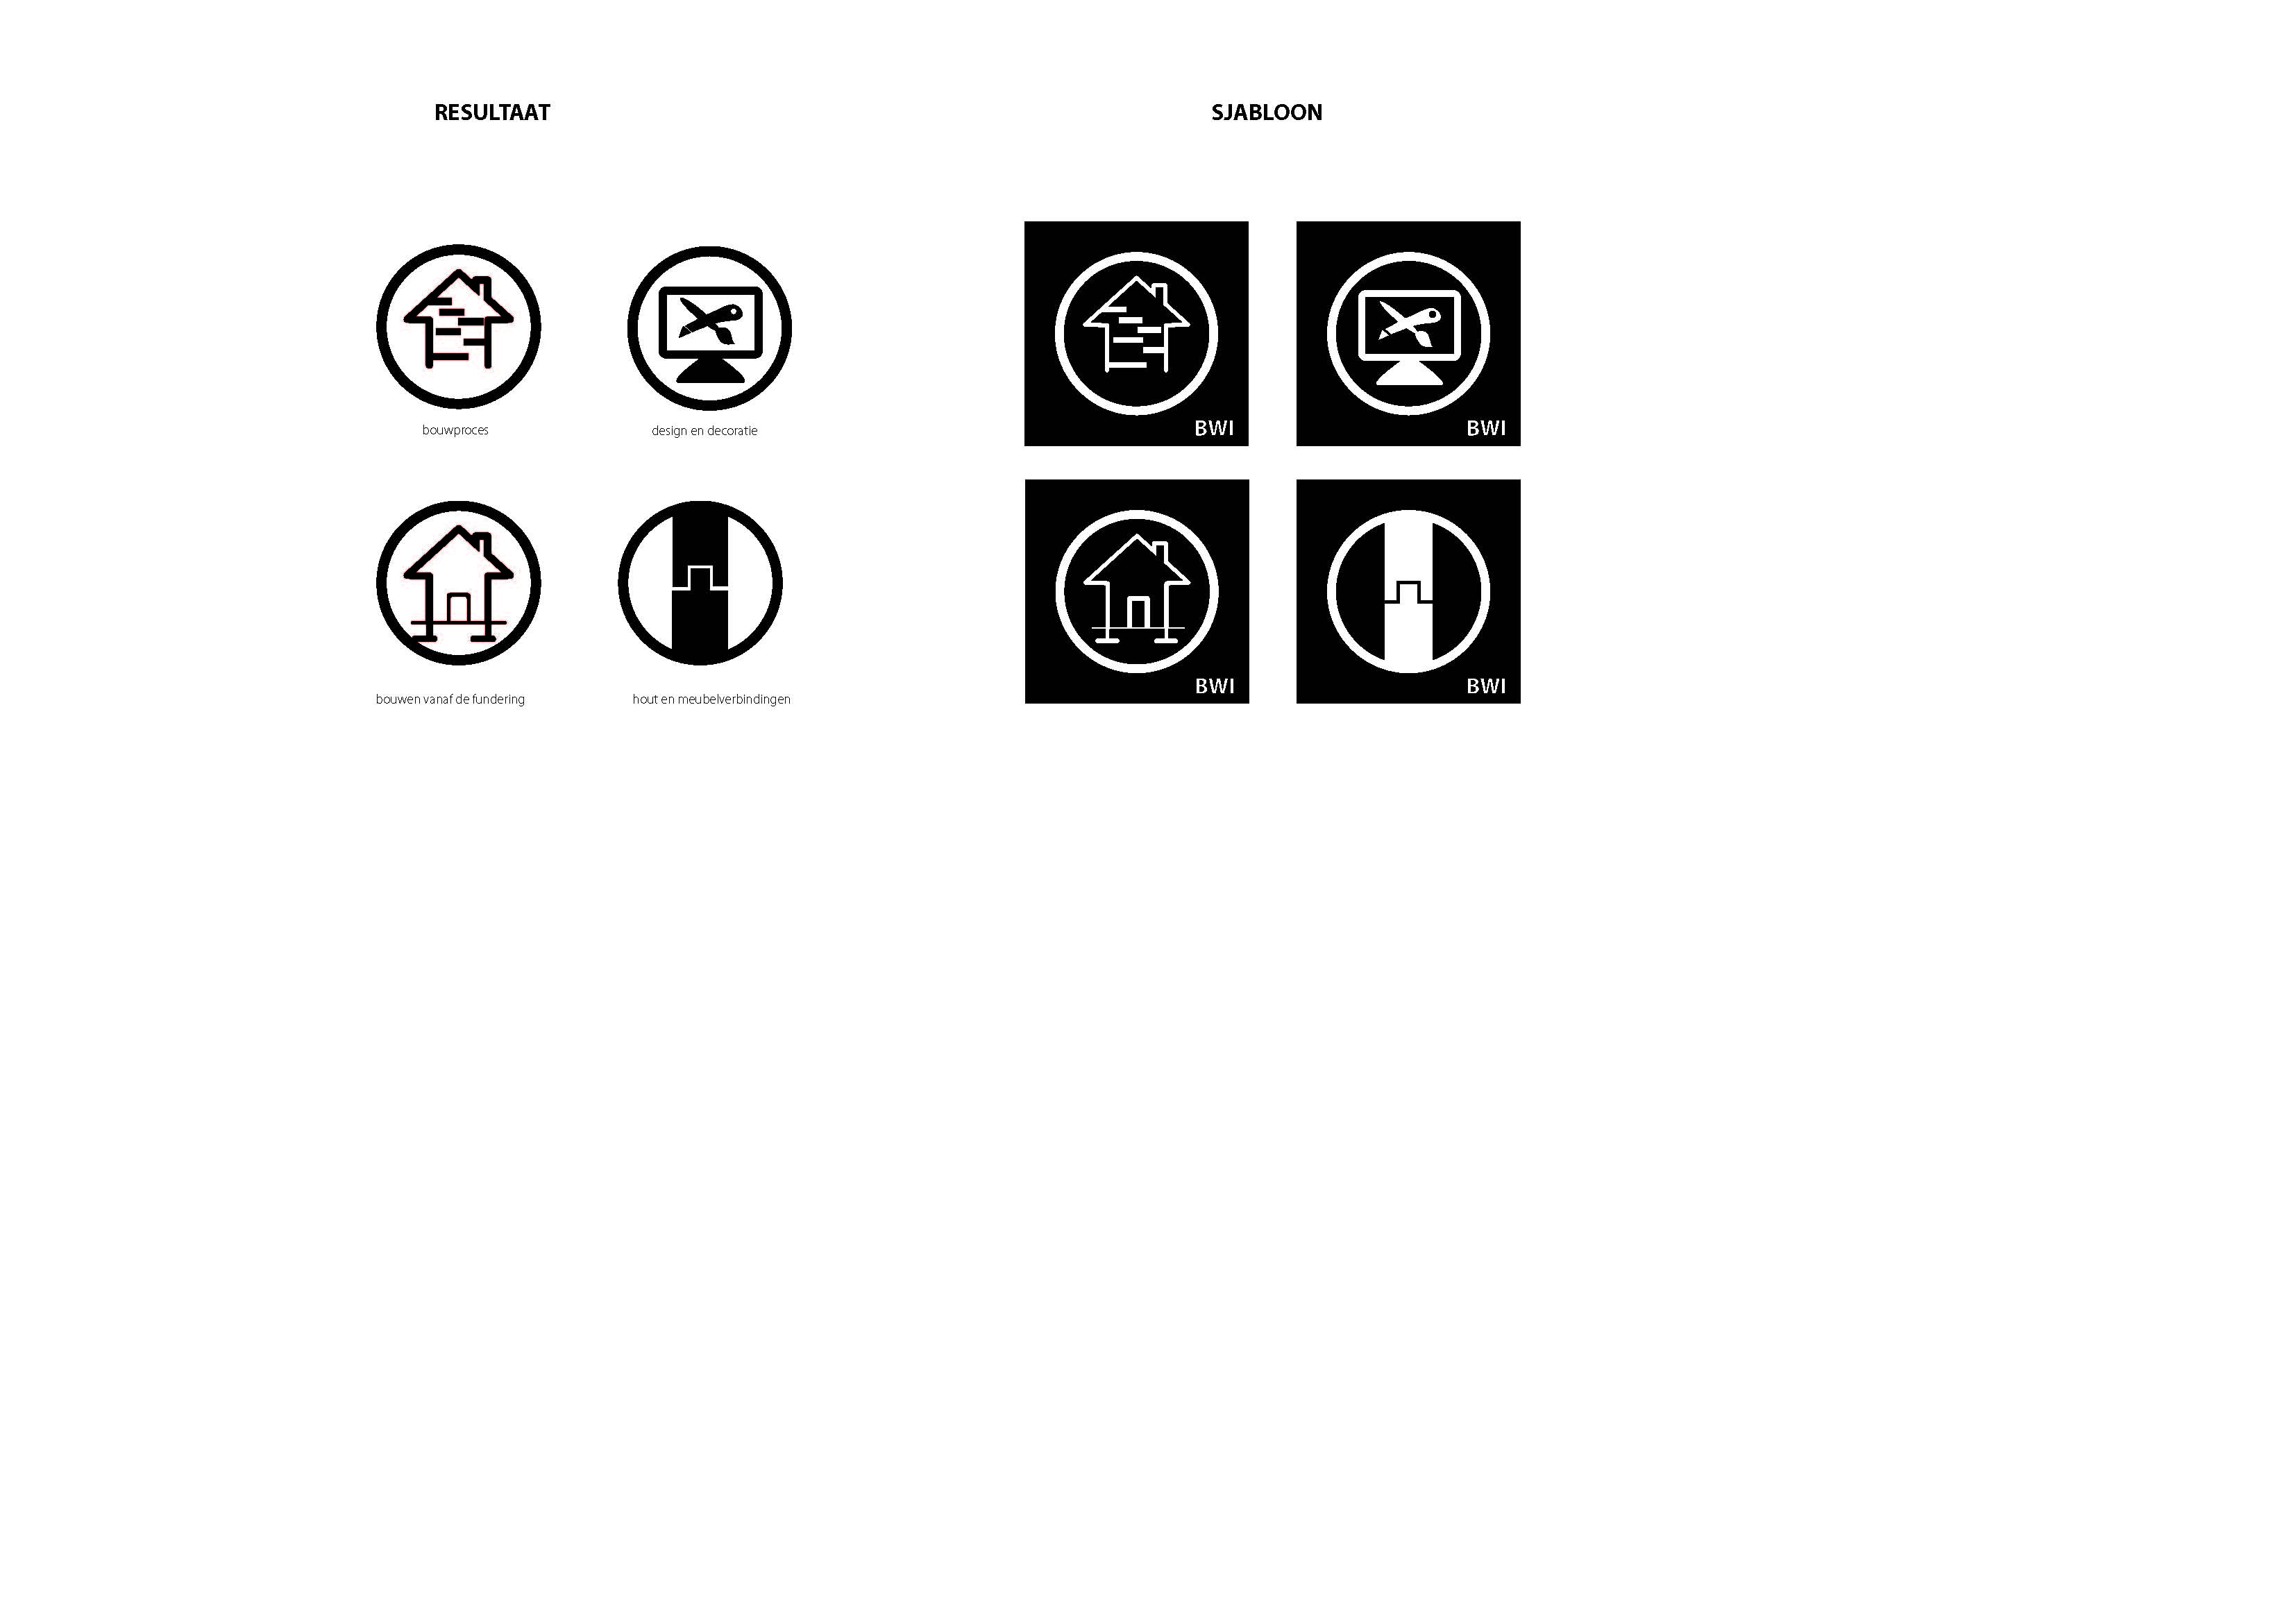 RESULTAAT
SJABLOON
bouwproces
design en decoratie
BWI
BWI
bouwen vanaf de fundering
hout en meubelverbindingen
BWI
BWI